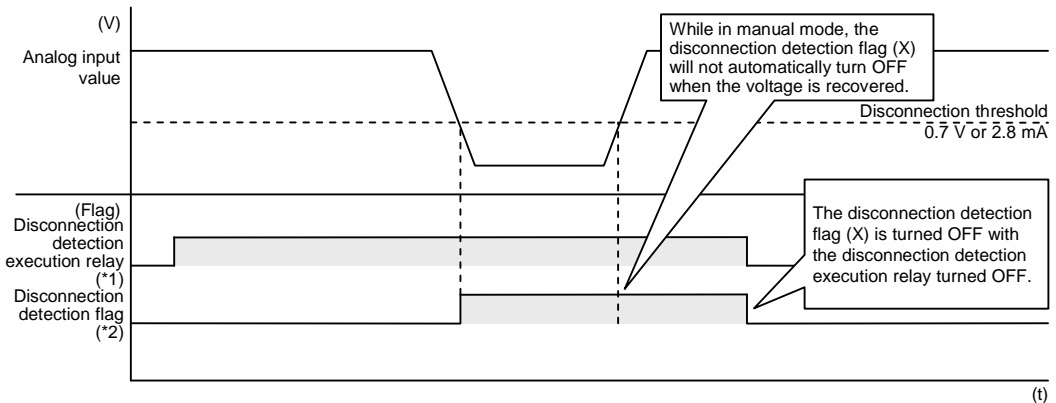 (V)
Analog input
value
While in manual mode, the
disconnection detection flag (X)
will not automatically turn OFF
when the voltage is recovered.
Disconnection threshold
0.7 V or 2.8 mA
(Flag)
Disconnection
detection
execution relay
(*1)
Disconnection
detection flag
(*2)
The disconnection detection
flag (X) is turned OFF with
the disconnection detection
execution relay turned OFF.
(t)